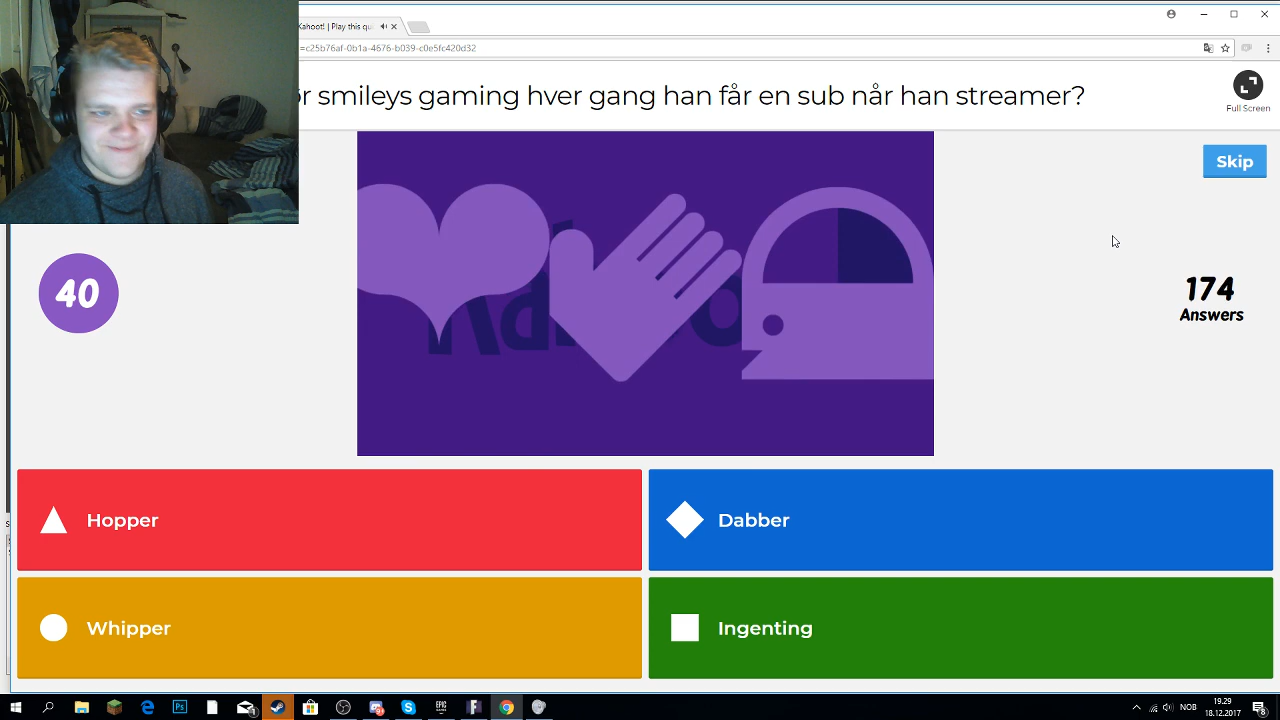 Kahoot! | Play this qu
=c25b76af-0b1a-4676-b039-c0e5fc420d32
ør smileys gaming hver gang han får en sub når han streamer?
Full Screen
Skip
40
174
Answers
Hopper
Dabber
Whipper
Ingenting
NOB
19.29
18.12.2017